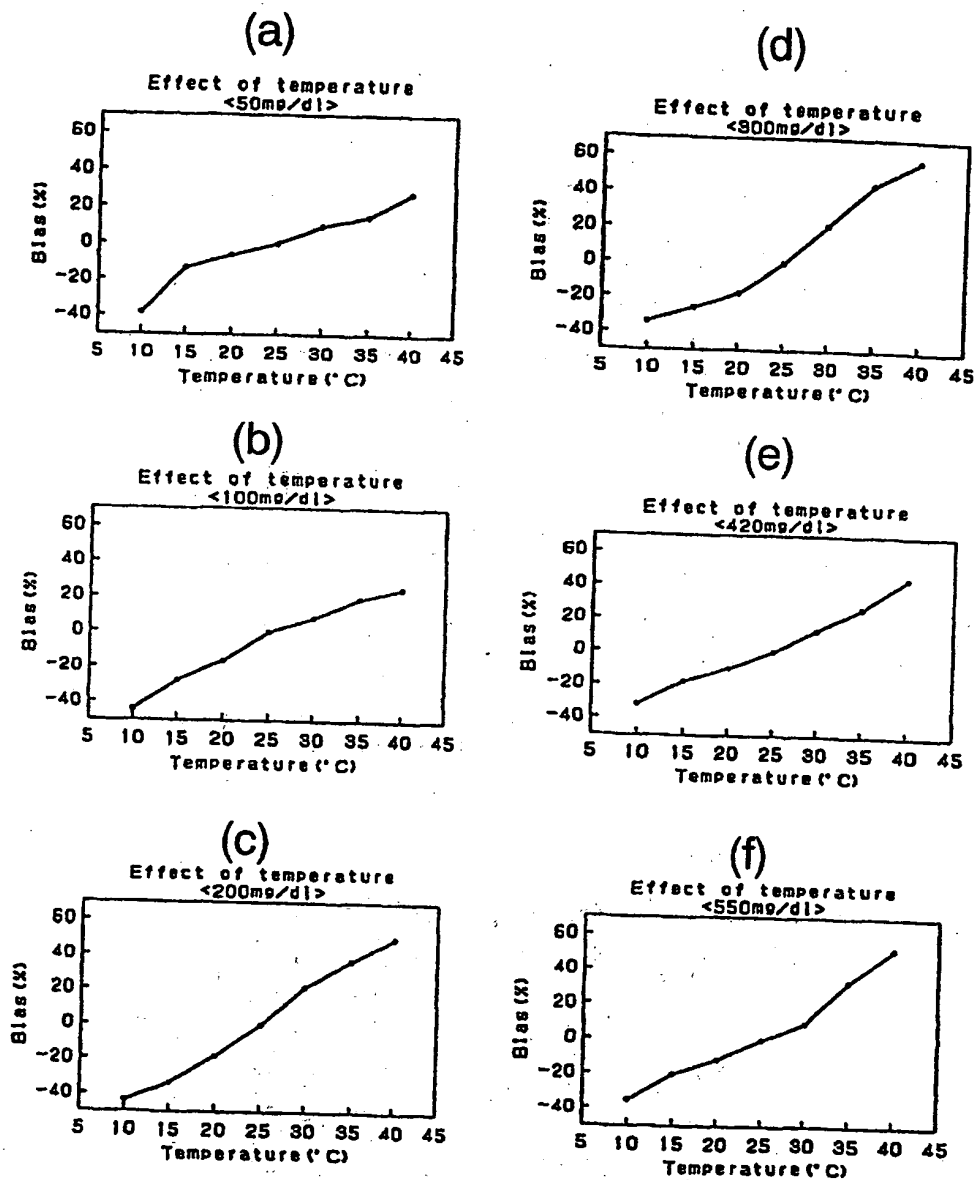 (a)
Effect of temperature
<50mg/dl>
60
40
20
0
-20
-40
Bias (%)
5 10 15 20 25 30 35 40 45
Temperature (°C)
(b)
Effect of temperature
<100mg/dl>
60
40
20
0
-20
-40
Bias (%)
5 10 15 20 25 30 35 40 45
Temperature (°C)
(c)
Effect of temperature
<200mg/dl>
60
40
20
0
-20
-40
Bias (%)
5 10 15 20 25 30 35 40 45
Temperature (°C)
(d)
Effect of temperature
<300mg/dl>
60
40
20
0
-20
-40
Bias (%)
5 10 15 20 25 30 35 40 45
Temperature (°C)
(e)
Effect of temperature
<420mg/dl>
60
40
20
0
-20
-40
Bias (%)
5 10 15 20 25 30 35 40 45
Temperature (°C)
(f)
Effect of temperature
<550mg/dl>
60
40
20
0
-20
-40
Bias (%)
5 10 15 20 25 30 35 40 45
Temperature (°C)